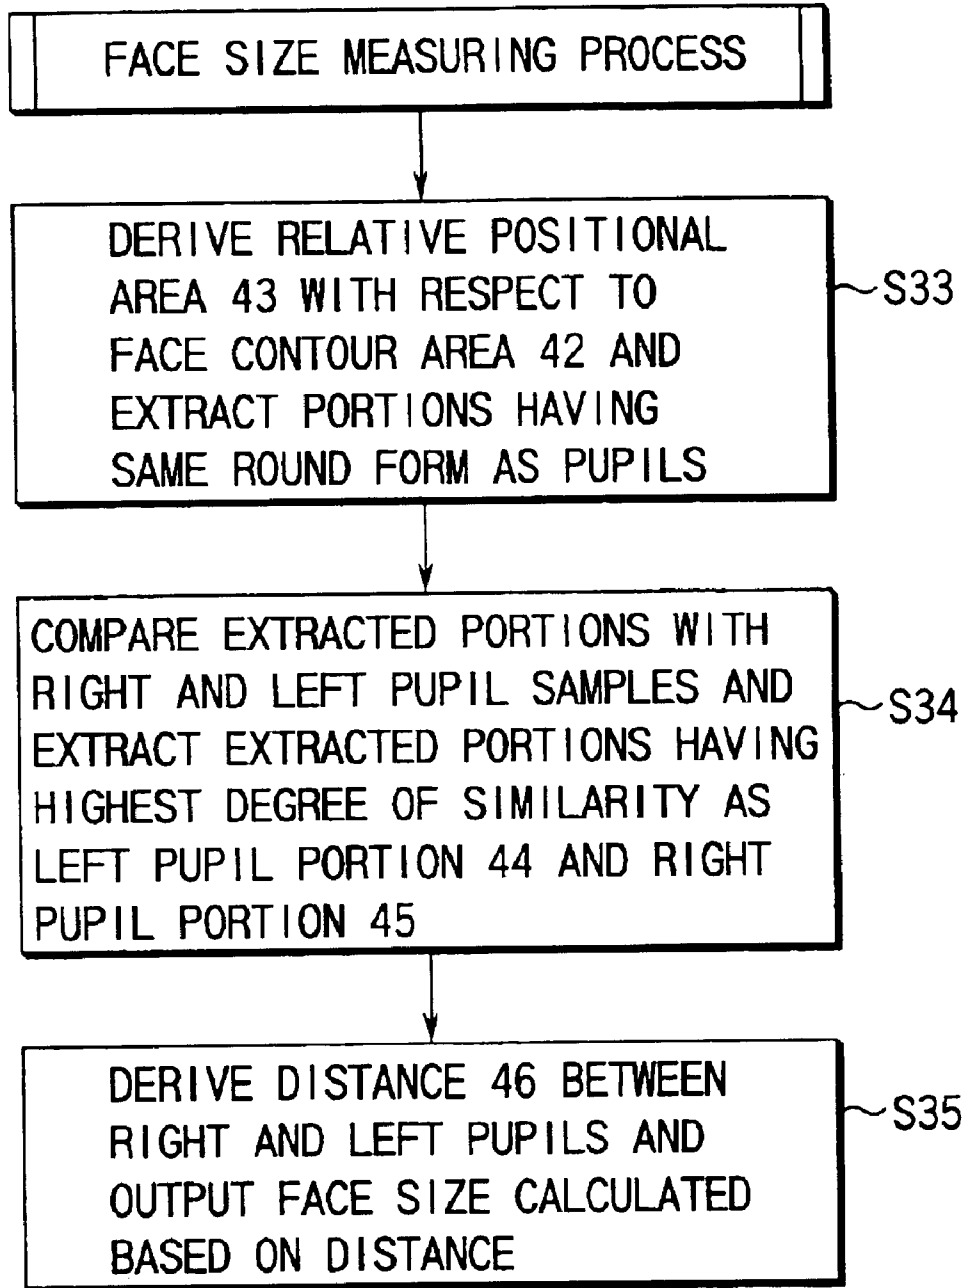 FACE SIZE MEASURING PROCESS
DERIVE RELATIVE POSITIONAL
AREA 43 WITH RESPECT TO
FACE CONTOUR AREA 42 AND
EXTRACT PORTIONS HAVING
SAME ROUND FORM AS PUPILS
S33
COMPARE EXTRACTED PORTIONS WITH
RIGHT AND LEFT PUPIL SAMPLES AND
EXTRACT EXTRACTED PORTIONS HAVING
HIGHEST DEGREE OF SIMILARITY AS
LEFT PUPIL PORTION 44 AND RIGHT
PUPIL PORTION 45
S34
DERIVE DISTANCE 46 BETWEEN
RIGHT AND LEFT PUPILS AND
OUTPUT FACE SIZE CALCULATED
BASED ON DISTANCE
S35